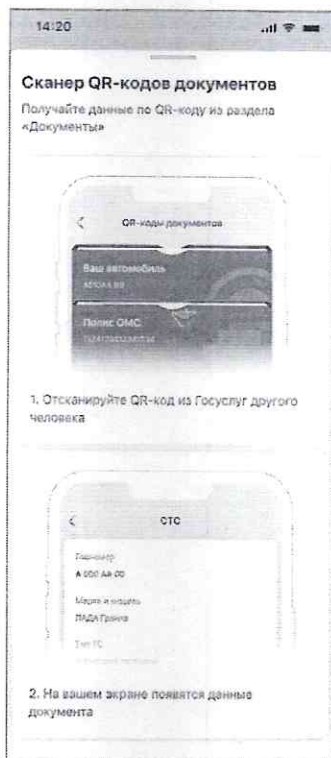 14:20
Сканер QR-кодов документов
Получайте данные по QR-коду из раздела
«Документы»
QR-коды документов
Ваш автомобиль
Полис ОМС
1. Отсканируйте QR-код из Госуслуг другого
человека
СТС
Госномер
А 000 АА 00
Марка и модель
ЛАДА Гранта
Тип ТС
2. На вашем экране появятся данные
документа